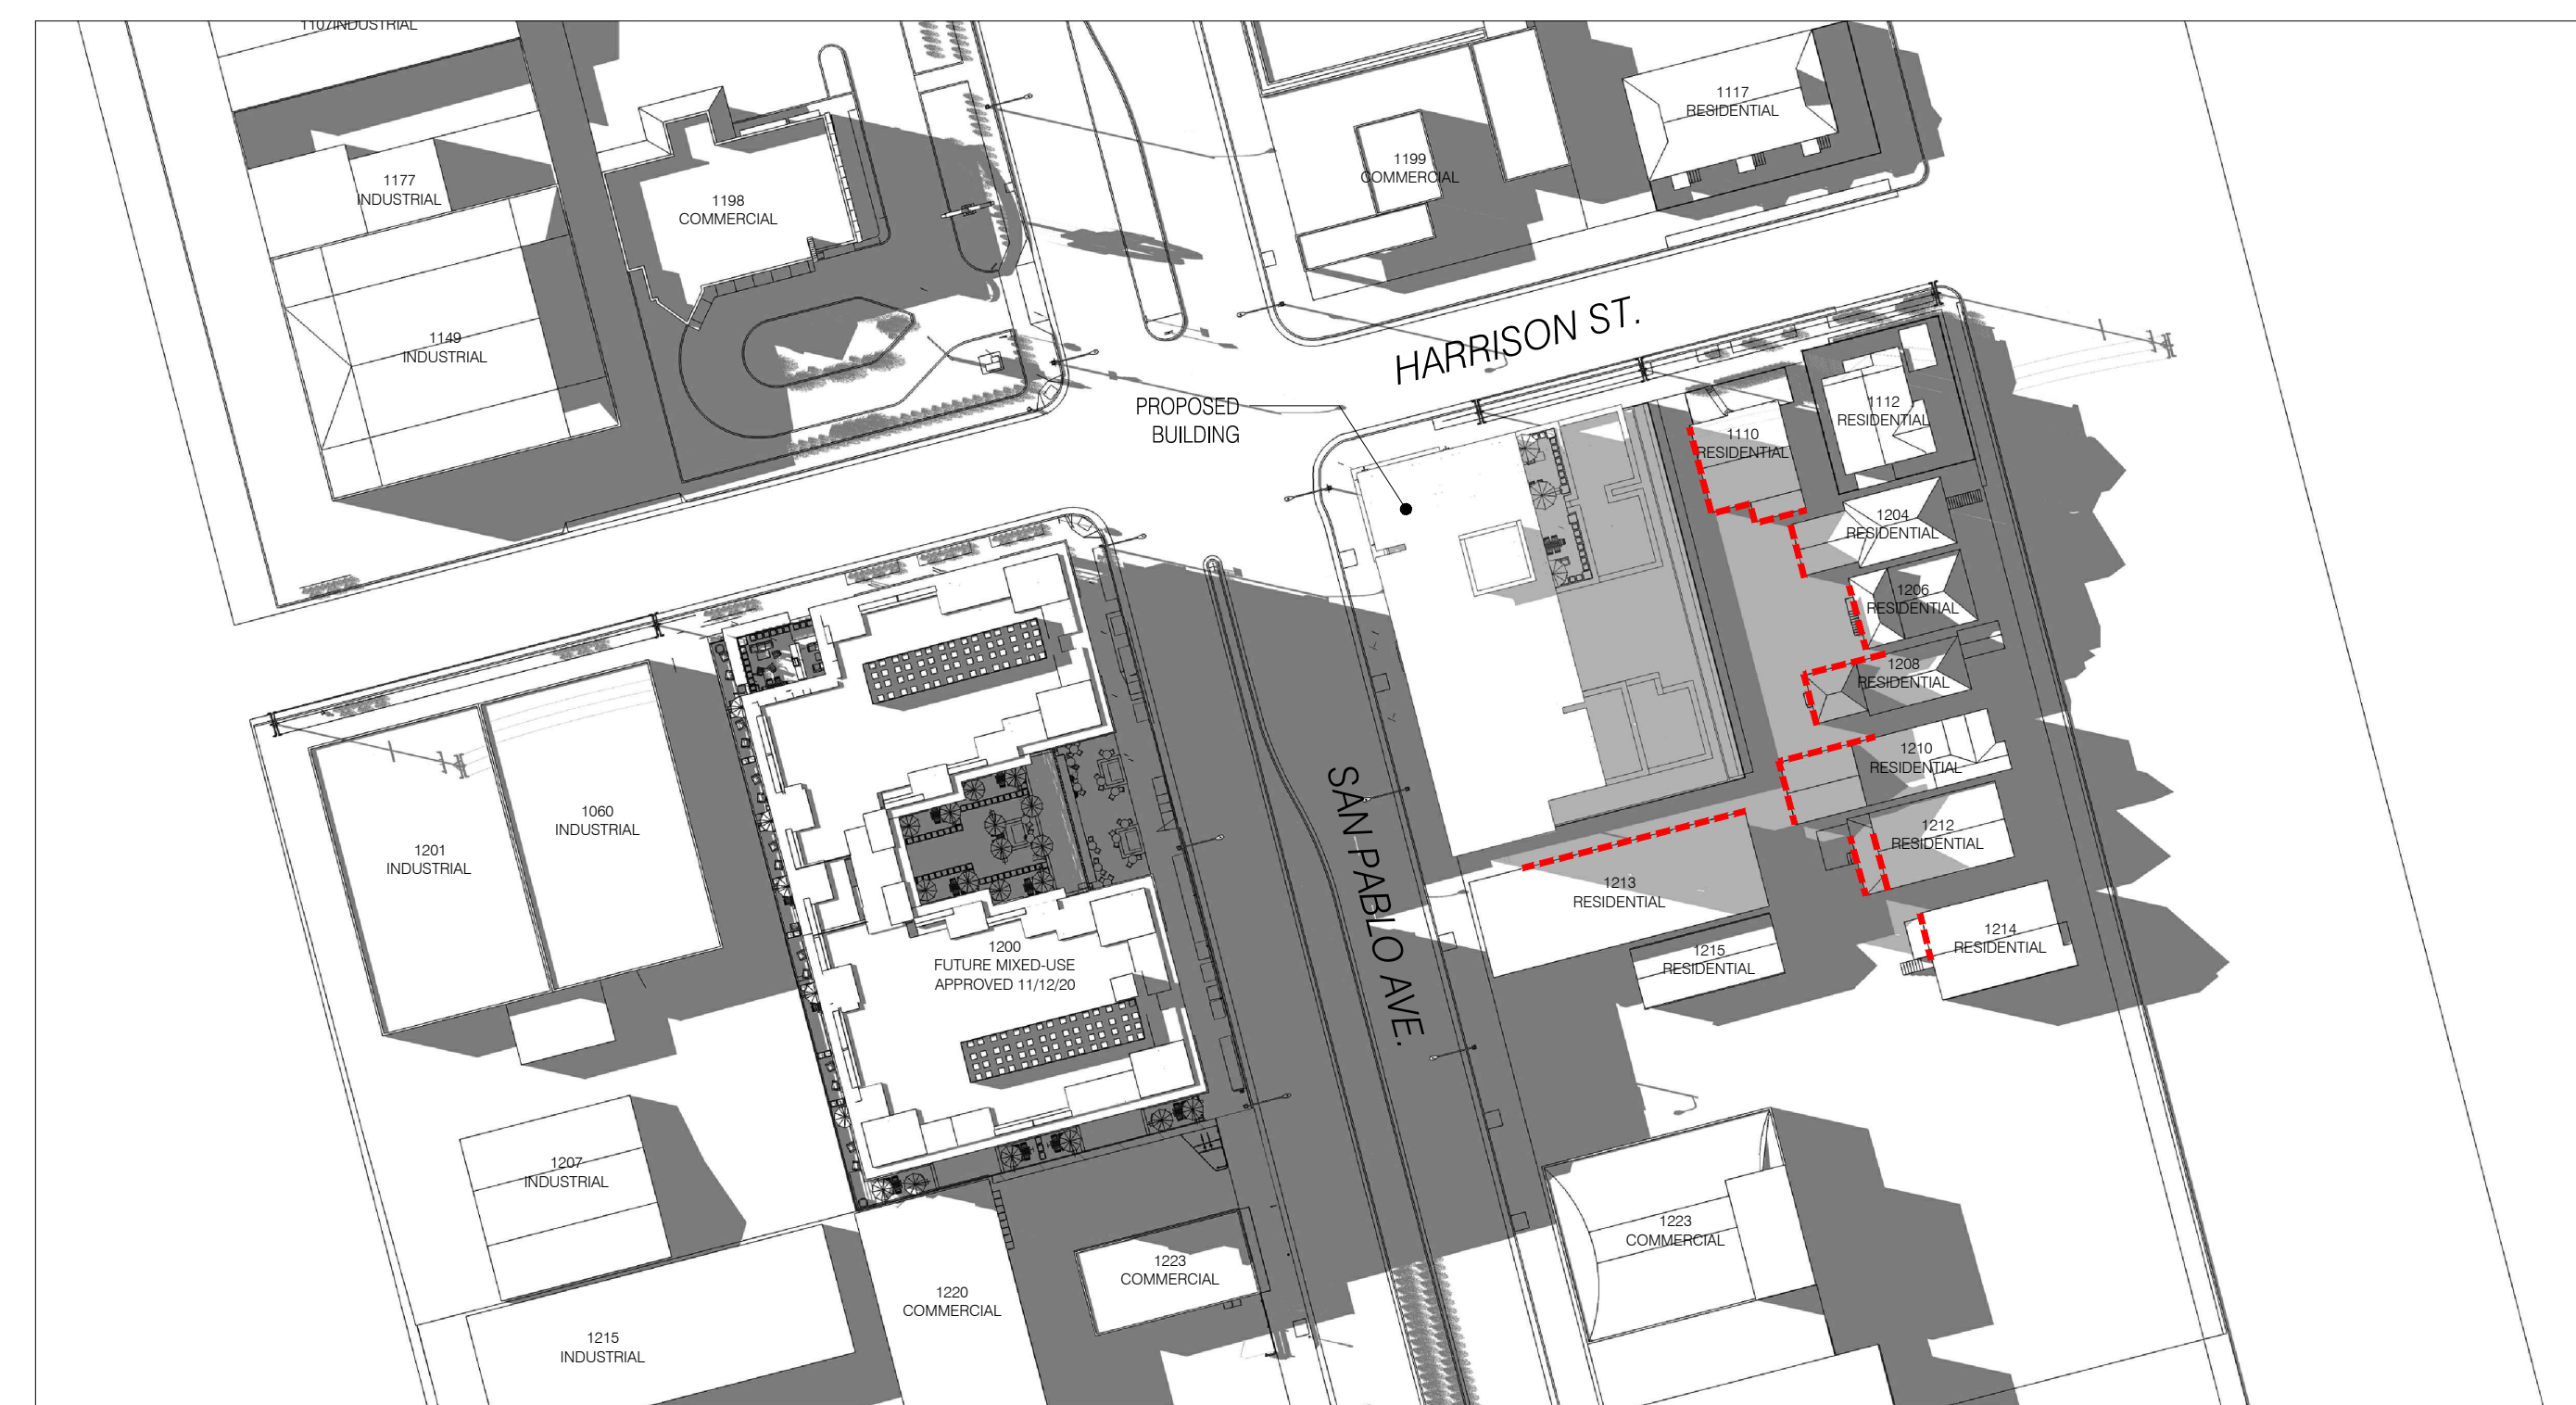 1107INDUSTRIAL
1177
INDUSTRIAL
1198
COMMERCIAL
1149
INDUSTRIAL
1199
COMMERCIAL
1117
RESIDENTIAL
HARRISON ST.
PROPOSED
BUILDING
1110
RESIDENTIAL
1112
RESIDENTIAL
1204
RESIDENTIAL
1206
RESIDENTIAL
1208
RESIDENTIAL
1210
RESIDENTIAL
1212
RESIDENTIAL
1214
RESIDENTIAL
1213
RESIDENTIAL
1215
RESIDENTIAL
SAN PABLO AVE.
1201
INDUSTRIAL
1060
INDUSTRIAL
1200
FUTURE MIXED-USE
APPROVED 11/12/20
1207
INDUSTRIAL
1215
INDUSTRIAL
1220
COMMERCIAL
1223
COMMERCIAL
1223
COMMERCIAL